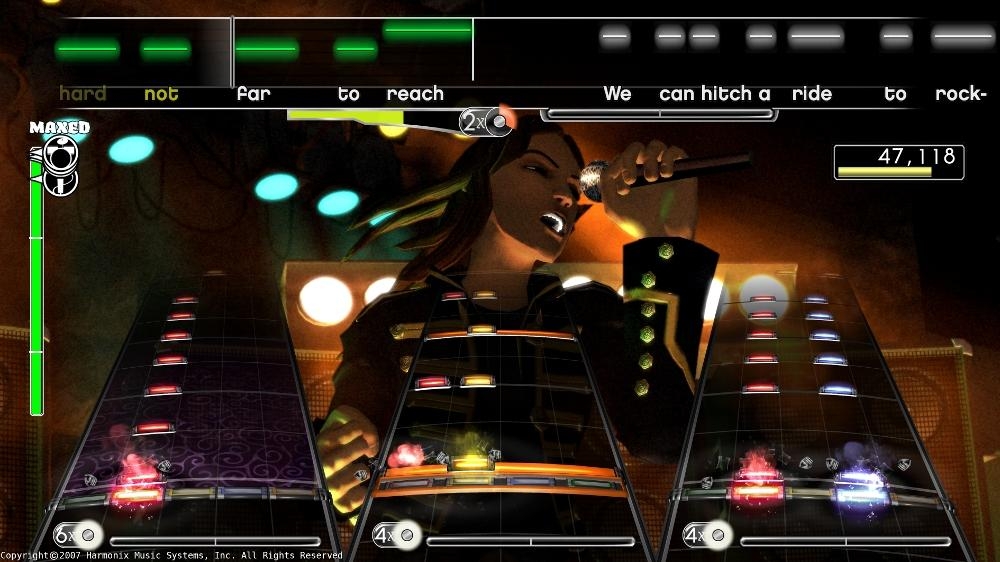 hard not far to reach We can hitch a ride to rock-
MAXED
2x
47,118
6x 4x 4x
Copyright©2007 Harmonix Music Systems, Inc. All Rights Reserved